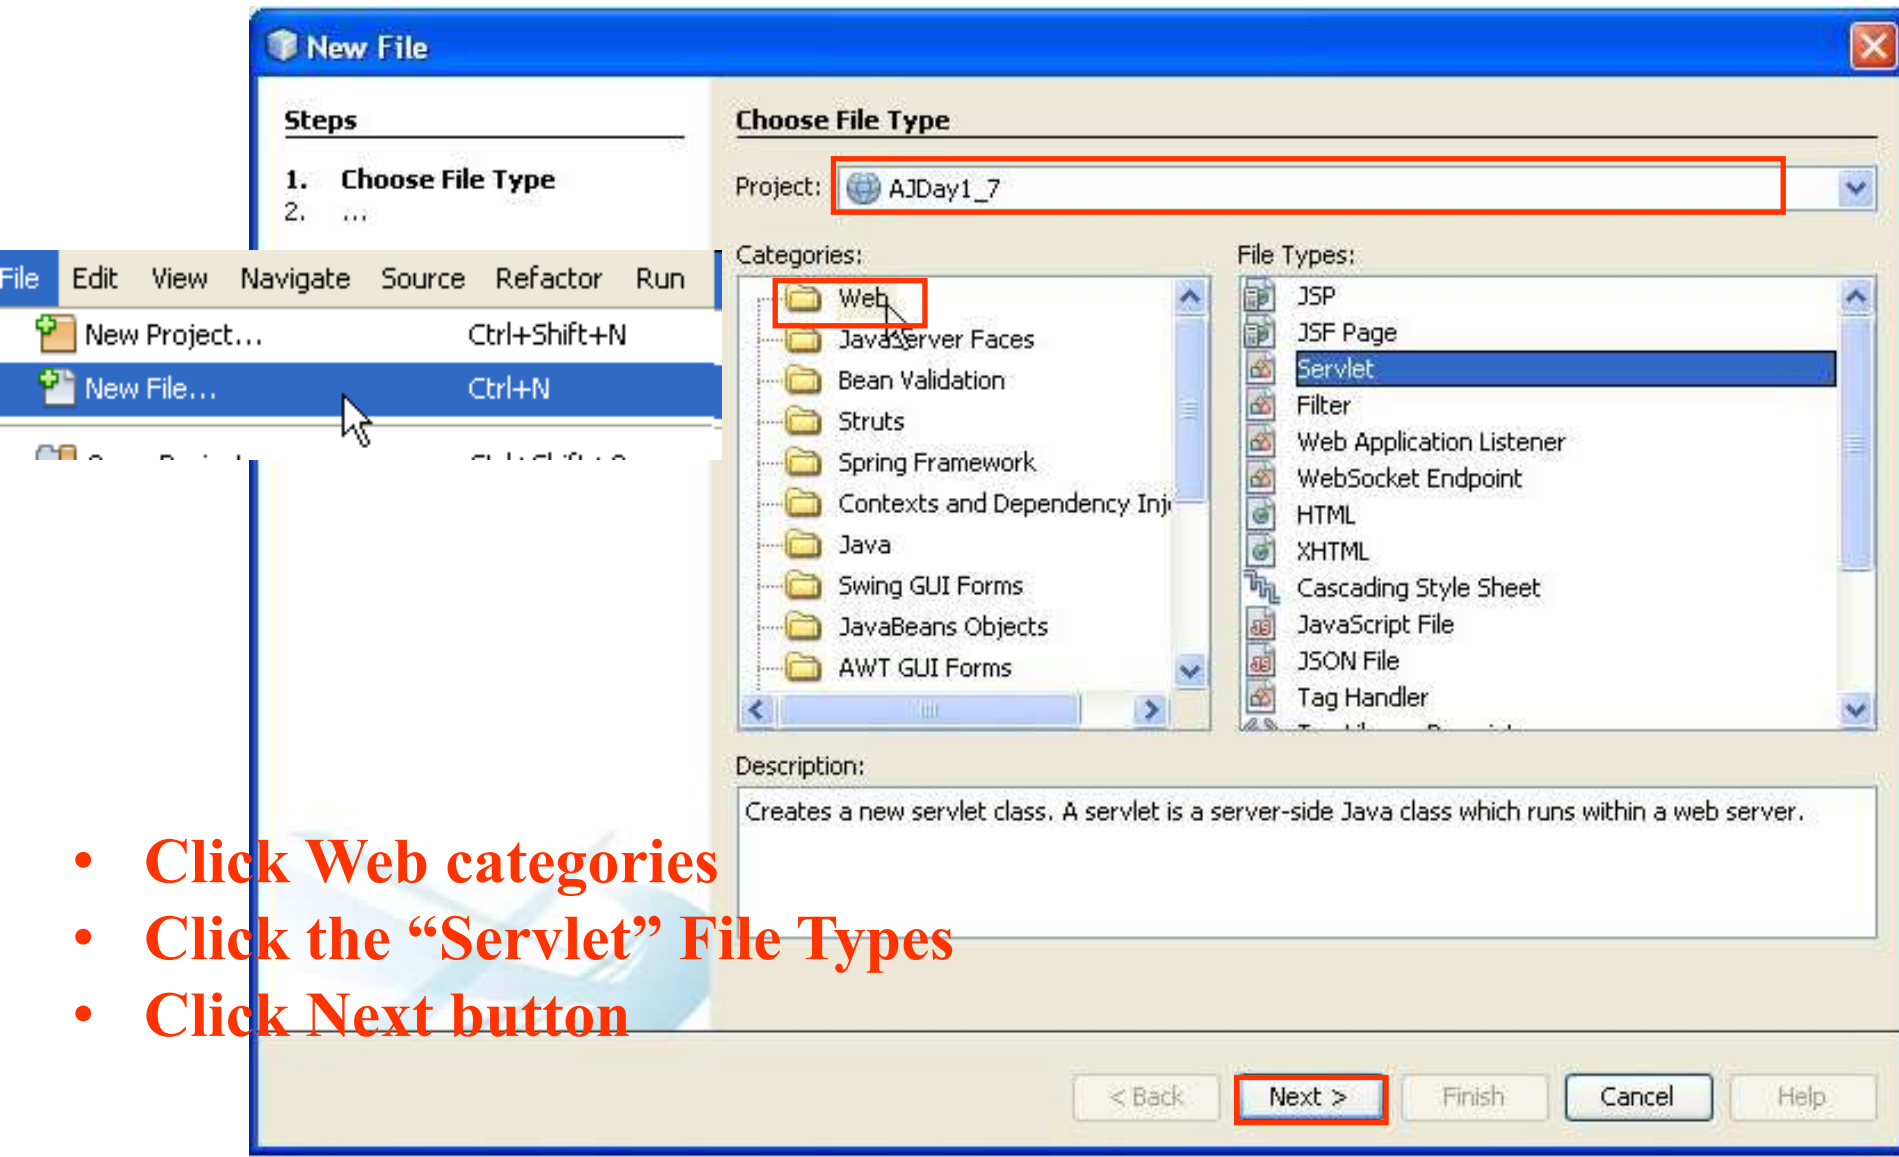 New File
Steps
1. Choose File Type
2. ...
Choose File Type
Project: AJDay1_7
File Edit View Navigate Source Refactor Run
New Project... Ctrl+Shift+N
New File... Ctrl+N
Categories:
Web
JavaServer Faces
Bean Validation
Struts
Spring Framework
Contexts and Dependency Inj
Java
Swing GUI Forms
JavaBeans Objects
AWT GUI Forms
File Types:
JSP
JSF Page
Servlet
Filter
Web Application Listener
WebSocket Endpoint
HTML
XHTML
Cascading Style Sheet
JavaScript File
JSON File
Tag Handler
Description:
Creates a new servlet class. A servlet is a server-side Java class which runs within a web server.
• Click Web categories
• Click the “Servlet” File Types
• Click Next button
< Back Next > Finish Cancel Help